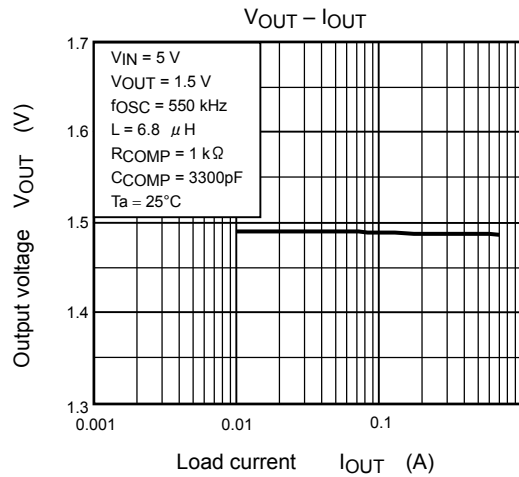 VOUT – IOUT
1.7
1.6
1.5
1.4
1.3
Output voltage VOUT (V)
VIN = 5 V
VOUT = 1.5 V
fOSC = 550 kHz
L = 6.8 μH
RCOMP = 1 kΩ
CCOMP = 3300pF
Ta = 25°C
0.001
0.01
0.1
Load current IOUT (A)